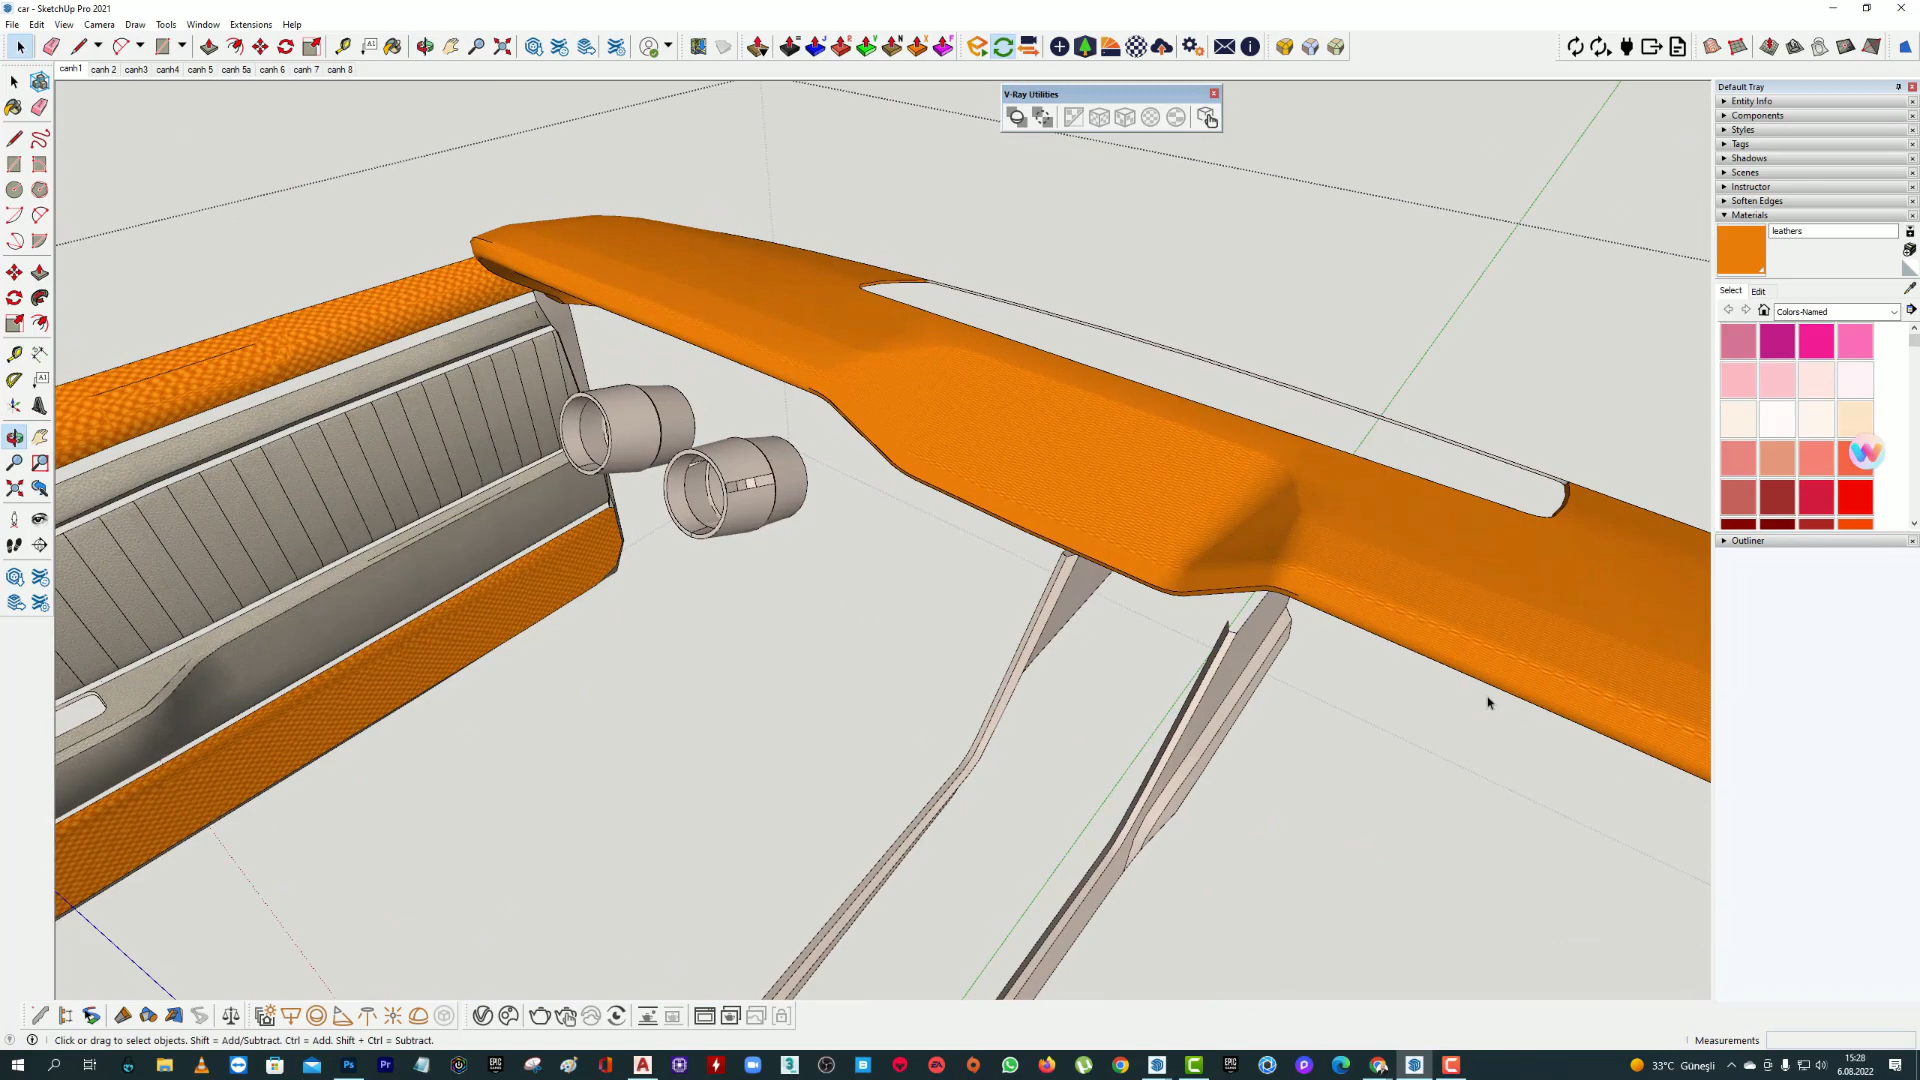 car - SketchUp Pro 2021
File Edit View Camera Draw Tools Window Extensions Help
canh1 canh 2 canh3 canh4 canh 5 canh 5a canh 6 canh 7 canh 8
V-Ray Utilities
Default Tray
Entity Info
Components
Styles
Tags
Shadows
Scenes
Instructor
Soften Edges
Materials
leathers
Select Edit
Colors-Named
Outliner
Click or drag to select objects. Shift = Add/Subtract. Ctrl = Add. Shift + Ctrl = Subtract.
Measurements
33°C Güneşli
15:28
6.08.2022